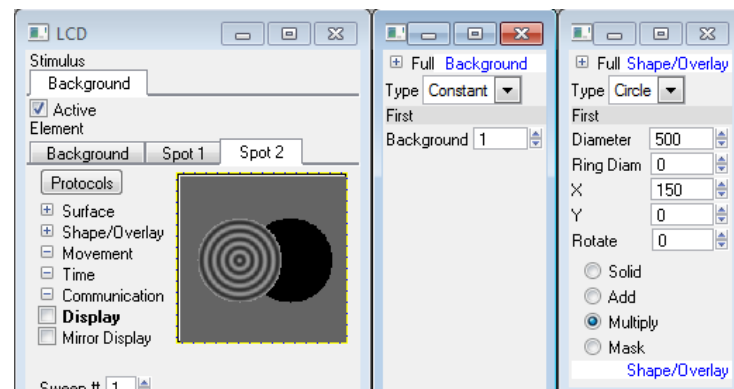 LCD
Stimulus
Background
Active
Element
Background Spot 1 Spot 2
Protocols
Surface
Shape/Overlay
Movement
Time
Communication
Display
Mirror Display
Sweep # 1
Full Background
Type Constant
First
Background 1
Full Shape/Overlay
Type Circle
First
Diameter 500
Ring Diam 0
X 150
Y 0
Rotate 0
Solid
Add
Multiply
Mask
Shape/Overlay